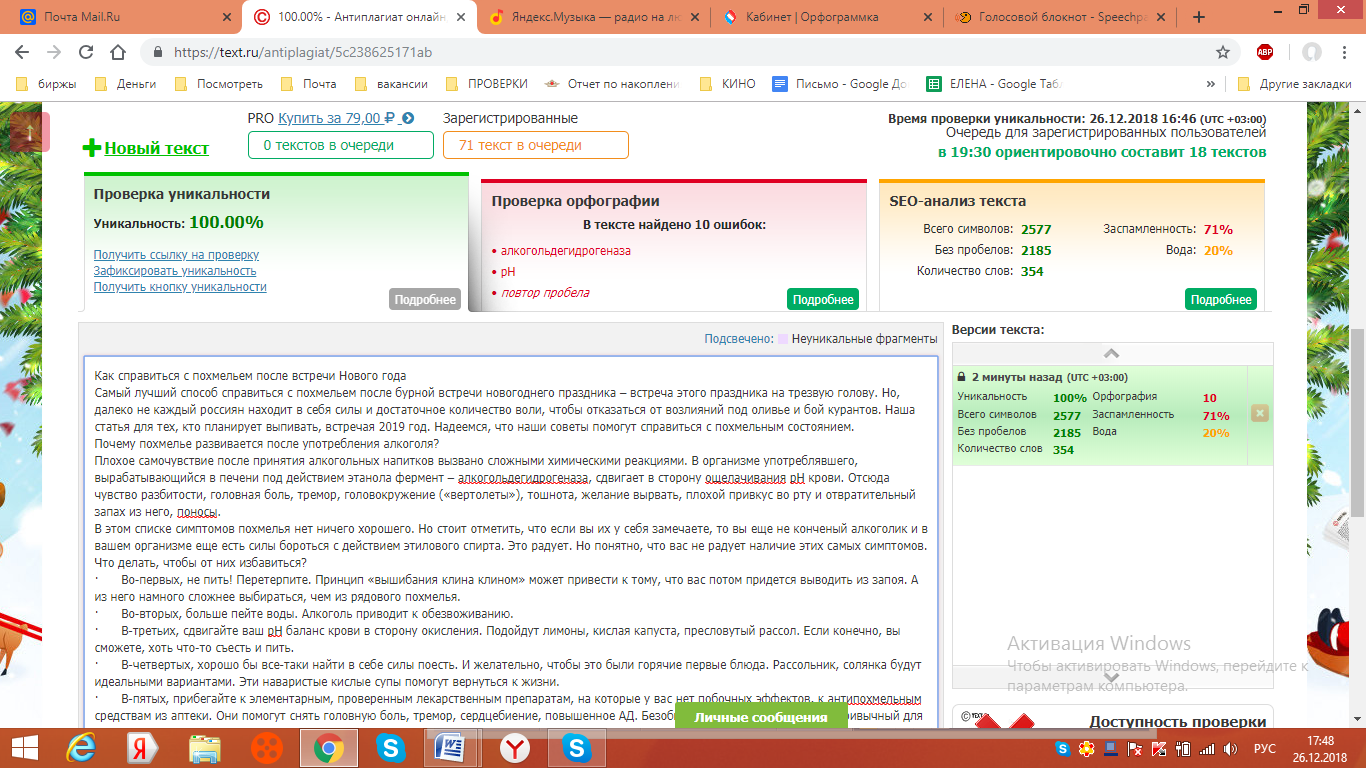 Почта Mail.Ru
100.00% - Антиплагиат онлайн
Яндекс.Музыка — радио на лю
Кабинет | Орфограммка
Голосовой блокнот - Speechpa
https://text.ru/antiplagiat/5c238625171ab
ABP
биржы Деньги Посмотреть Почта вакансии ПРОВЕРКИ Отчет по накоплени КИНО Письмо - Google До ЕЛЕНА - Google Табл » Другие закладки
PRO Купить за 79,00 ₽ Зарегистрированные
Время проверки уникальности: 26.12.2018 16:46 (UTC +03:00)
Очередь для зарегистрированных пользователей
Новый текст
0 текстов в очереди 71 текст в очереди
в 19:30 ориентировочно составит 18 текстов
Проверка уникальности
Уникальность: 100.00%
Получить ссылку на проверку
Зафиксировать уникальность
Получить кнопку уникальности
Подробнее
Проверка орфографии
В тексте найдено 10 ошибок:
• алкогольдегидрогеназа
• pH
• повтор пробела
Подробнее
SEO-анализ текста
Всего символов: 2577 Заспамленность: 71%
Без пробелов: 2185 Вода: 20%
Количество слов: 354
Подробнее
Подсвечено: Неуникальные фрагменты
Как справиться с похмельем после встречи Нового года
Самый лучший способ справиться с похмельем после бурной встречи новогоднего праздника – встреча этого праздника на трезвую голову. Но,
далеко не каждый россиян находит в себя силы и достаточное количество воли, чтобы отказаться от возлияний под оливье и бой курантов. Наша
статья для тех, кто планирует выпивать, встречая 2019 год. Надеемся, что наши советы помогут справиться с похмельным состоянием.
Почему похмелье развивается после употребления алкоголя?
Плохое самочувствие после принятия алкогольных напитков вызвано сложными химическими реакциями. В организме употреблявшего,
вырабатывающийся в печени под действием этанола фермент – алкогольдегидрогеназа, сдвигает в сторону ощелачивания pH крови. Отсюда
чувство разбитости, головная боль, тремор, головокружение («вертолеты»), тошнота, желание вырвать, плохой привкус во рту и отвратительный
запах из него, поносы.
В этом списке симптомов похмелья нет ничего хорошего. Но стоит отметить, что если вы их у себя замечаете, то вы еще не конченый алкоголик и в
вашем организме еще есть силы бороться с действием этилового спирта. Это радует. Но понятно, что вас не радует наличие этих самых симптомов.
Что делать, чтобы от них избавиться?
· Во-первых, не пить! Перетерпите. Принцип «вышибания клина клином» может привести к тому, что вас потом придется выводить из запоя. А
из него намного сложнее выбираться, чем из рядового похмелья.
· Во-вторых, больше пейте воды. Алкоголь приводит к обезвоживанию.
· В-третьих, сдвигайте ваш pH баланс крови в сторону окисления. Подойдут лимоны, кислая капуста, пресловутый рассол. Если конечно, вы
сможете, хоть что-то съесть и пить.
· В-четвертых, хорошо бы все-таки найти в себе силы поесть. И желательно, чтобы это были горячие первые блюда. Рассольник, солянка будут
идеальными вариантами. Эти наваристые кислые супы помогут вернуться к жизни.
· В-пятых, прибегайте к элементарным, проверенным лекарственным препаратам, на которые у вас нет побочных эффектов, к антипохмельным
средствам из аптеки. Они помогут снять головную боль, тремор, сердцебиение, повышенное АД. ривычный для
Личные сообщения
Версии текста:
2 минуты назад (UTC +03:00)
Уникальность 100% Орфография 10
Всего символов 2577 Заспамленность 71%
Без пробелов 2185 Вода 20%
Количество слов 354
Активация Windows
Чтобы активировать Windows, перейдите к
параметрам компьютера.
Доступность проверки
РУС
17:48
26.12.2018